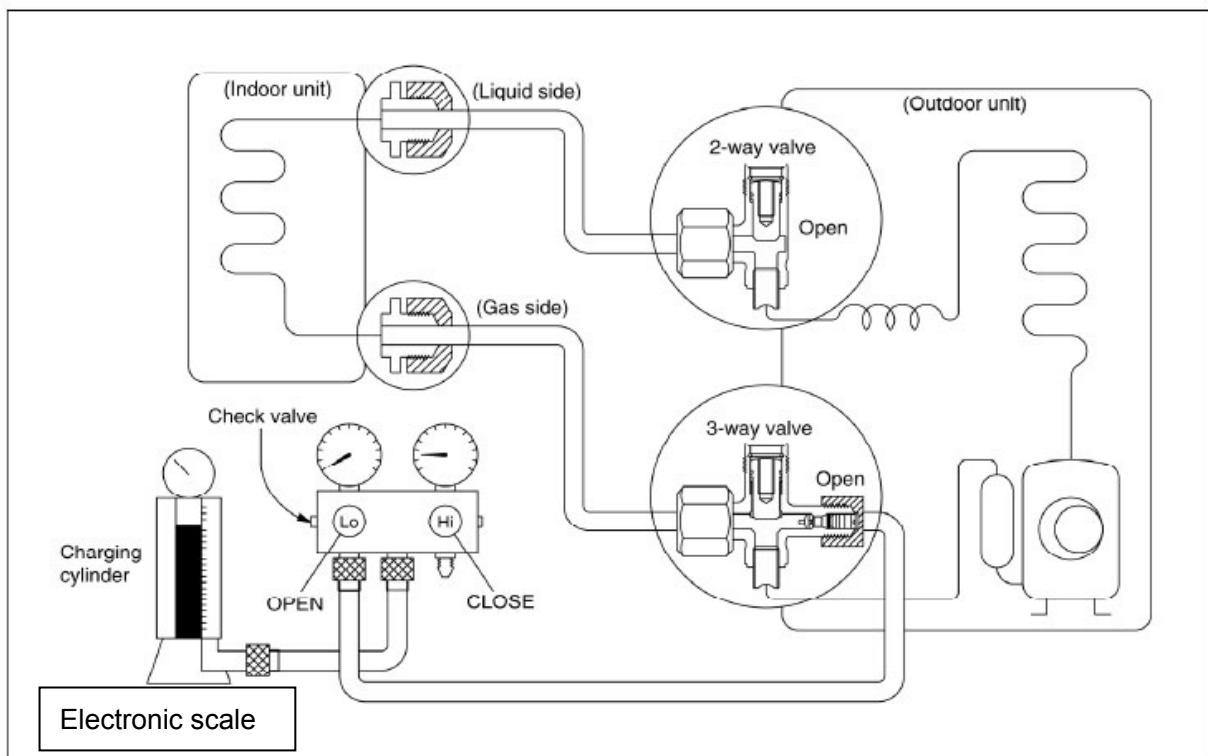 (Indoor unit)
(Liquid side)
(Outdoor unit)
2-way valve
Open
(Gas side)
Check valve
3-way valve
Open
Lo
Hi
Charging
cylinder
OPEN
CLOSE
Electronic scale